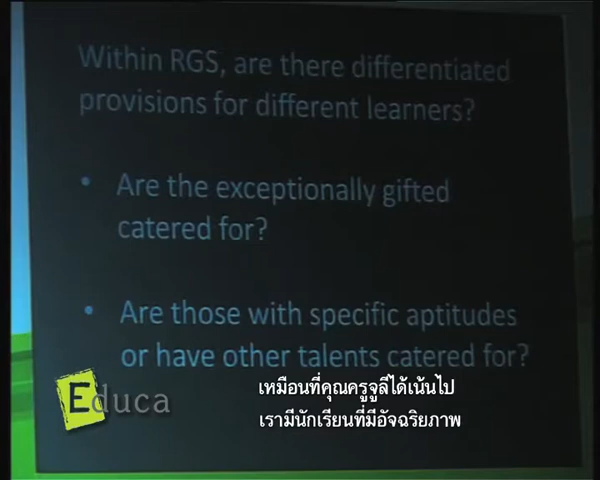 Within RGS, are there differentiated
provisions for different learners?
• Are the exceptionally gifted
catered for?
• Are those with specific aptitudes
or have other talents catered for?
Educa
เหมือนที่คุณครูจูลีได้เน้นไป
เรามีนักเรียนที่มีอัจฉริยภาพ